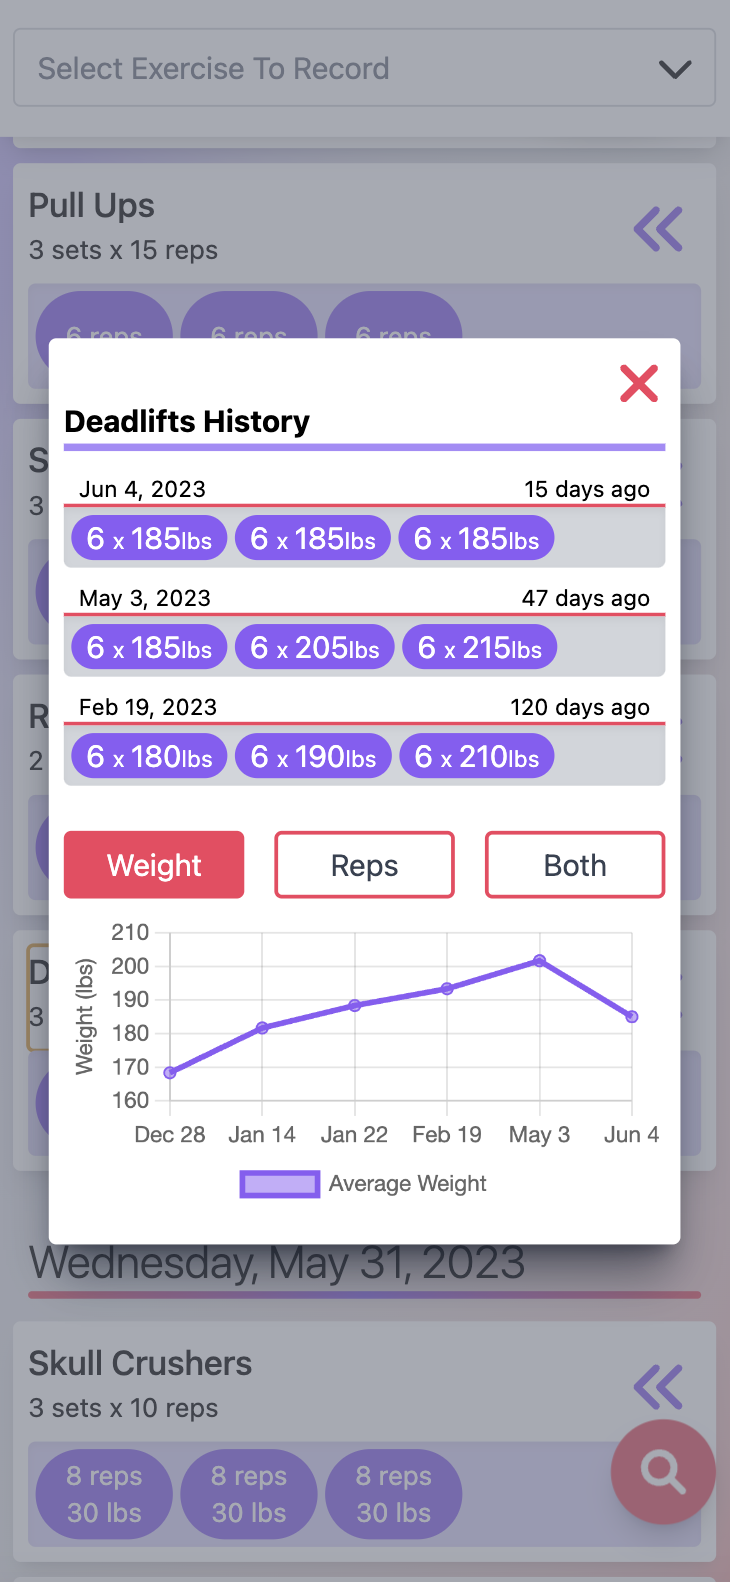 Select Exercise To Record
Pull Ups
3 sets x 15 reps
6 reps 6 reps 6 reps
Deadlifts History
Jun 4, 2023 15 days ago
6 x 185lbs 6 x 185lbs 6 x 185lbs
May 3, 2023 47 days ago
6 x 185lbs 6 x 205lbs 6 x 215lbs
Feb 19, 2023 120 days ago
6 x 180lbs 6 x 190lbs 6 x 210lbs
Weight Reps Both
210
200
190
180
170
160
Weight (lbs)
Dec 28 Jan 14 Jan 22 Feb 19 May 3 Jun 4
Average Weight
S
3
R
2
D
3
Wednesday, May 31, 2023
Skull Crushers
3 sets x 10 reps
8 reps 8 reps 8 reps
30 lbs 30 lbs 30 lbs